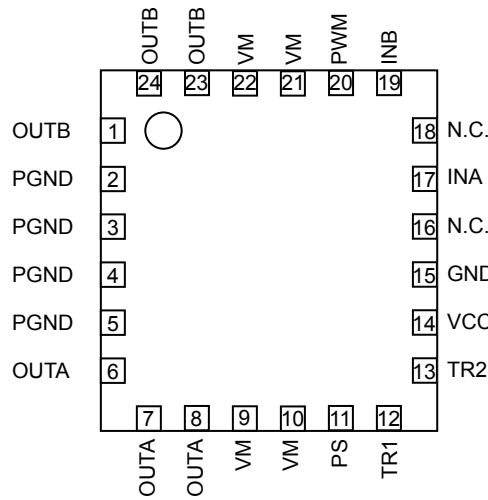 OUTB OUTB VM VM PWM INB
24 23 22 21 20 19
OUTB 1 18 N.C.
PGND 2 17 INA
PGND 3 16 N.C.
PGND 4 15 GND
PGND 5 14 VCC
OUTA 6 13 TR2
7 8 9 10 11 12
OUTA OUTA VM VM PS TR1